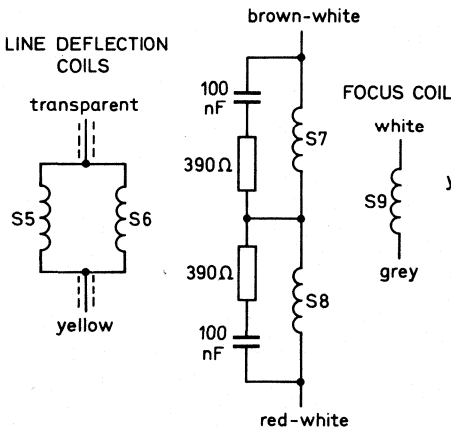 LINE DEFLECTION
COILS
transparent
S5
S6
yellow
brown-white
100
nF
390Ω
S7
390Ω
100
nF
S8
red-white
FOCUS COIL
white
S9
grey
y